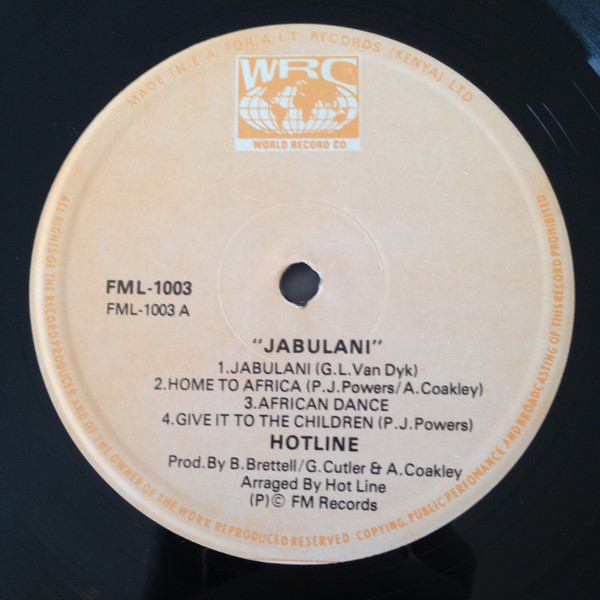 MADE IN E.A. FOR A.I.T. RECORDS (KENYA) LTD
WRC
WORLD RECORD CO.
FML-1003
FML-1003 A
"JABULANI"
1.JABULANI (G.L.Van Dyk)
2.HOME TO AFRICA (P.J.Powers/A.Coakley)
3.AFRICAN DANCE
4.GIVE IT TO THE CHILDREN (P.J.Powers)
HOTLINE
Prod.By B.Brettell/G.Cutler & A.Coakley
Arraged By Hot Line
(P)© FM Records
ALL RIGHTS OF THE RECORD PRODUCER AND OF THE OWNER OF THE WORK REPRODUCED RESERVED COPYING, PUBLIC PERFOMANCE AND BROADCASTING OF THIS RECORD PROHIBITED